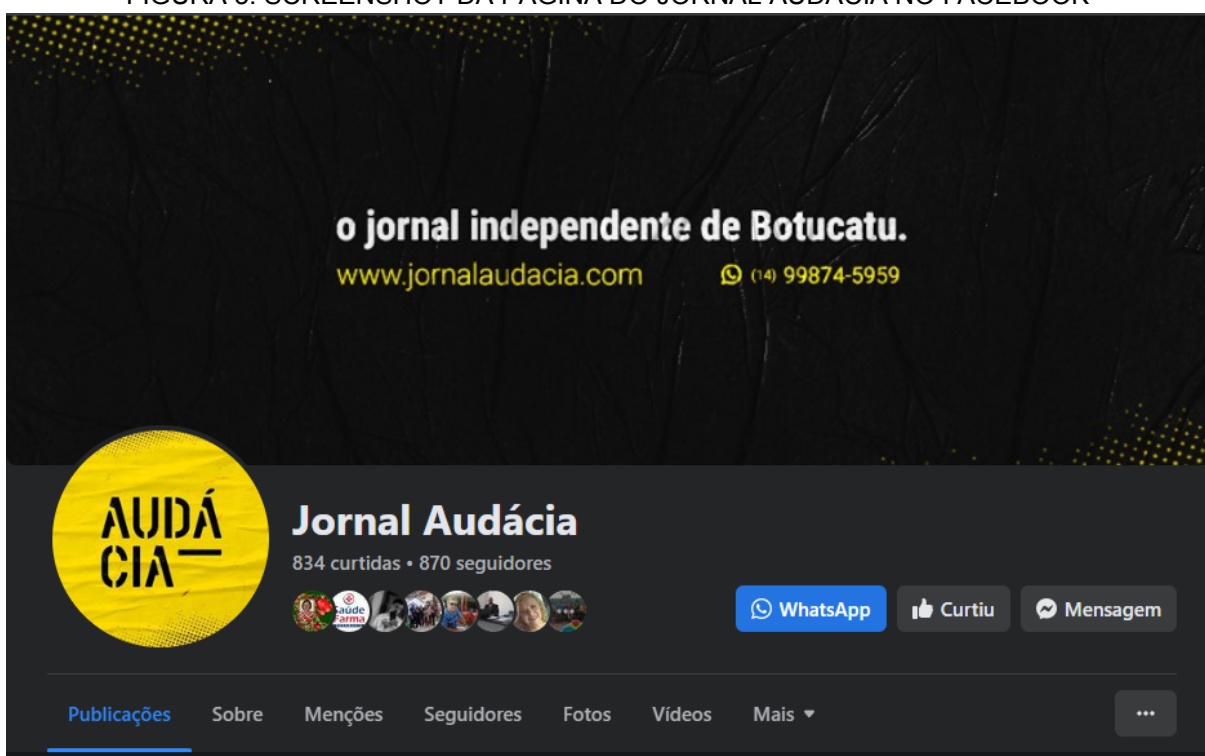 o jornal independente de Botucatu.
www.jornalaudacia.com (14) 99874-5959
AUDÁ
CIA
Jornal Audácia
834 curtidas • 870 seguidores
Saúde
Farma
WhatsApp Curtiu Mensagem
Publicações Sobre Menções Seguidores Fotos Vídeos Mais